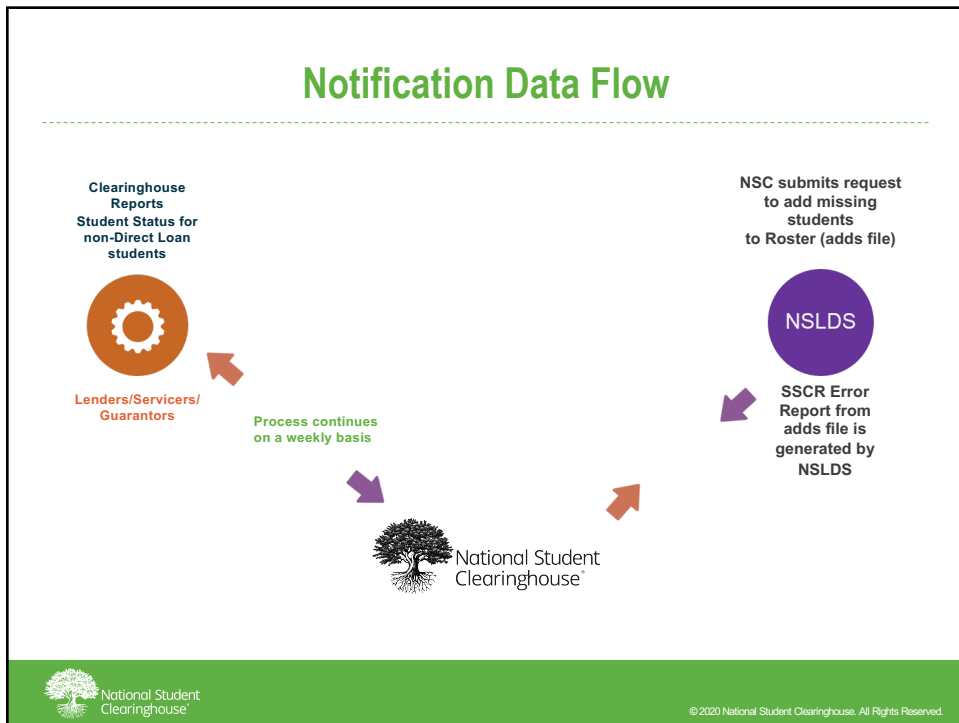 Notification Data Flow
Clearinghouse
Reports
Student Status for
non-Direct Loan
students
Lenders/Servicers/
Guarantors
Process continues
on a weekly basis
NSC submits request
to add missing
students
to Roster (adds file)
NSLDS
SSCR Error
Report from
adds file is
generated by
NSLDS
National Student
Clearinghouse®
National Student
Clearinghouse®
© 2020 National Student Clearinghouse. All Rights Reserved.